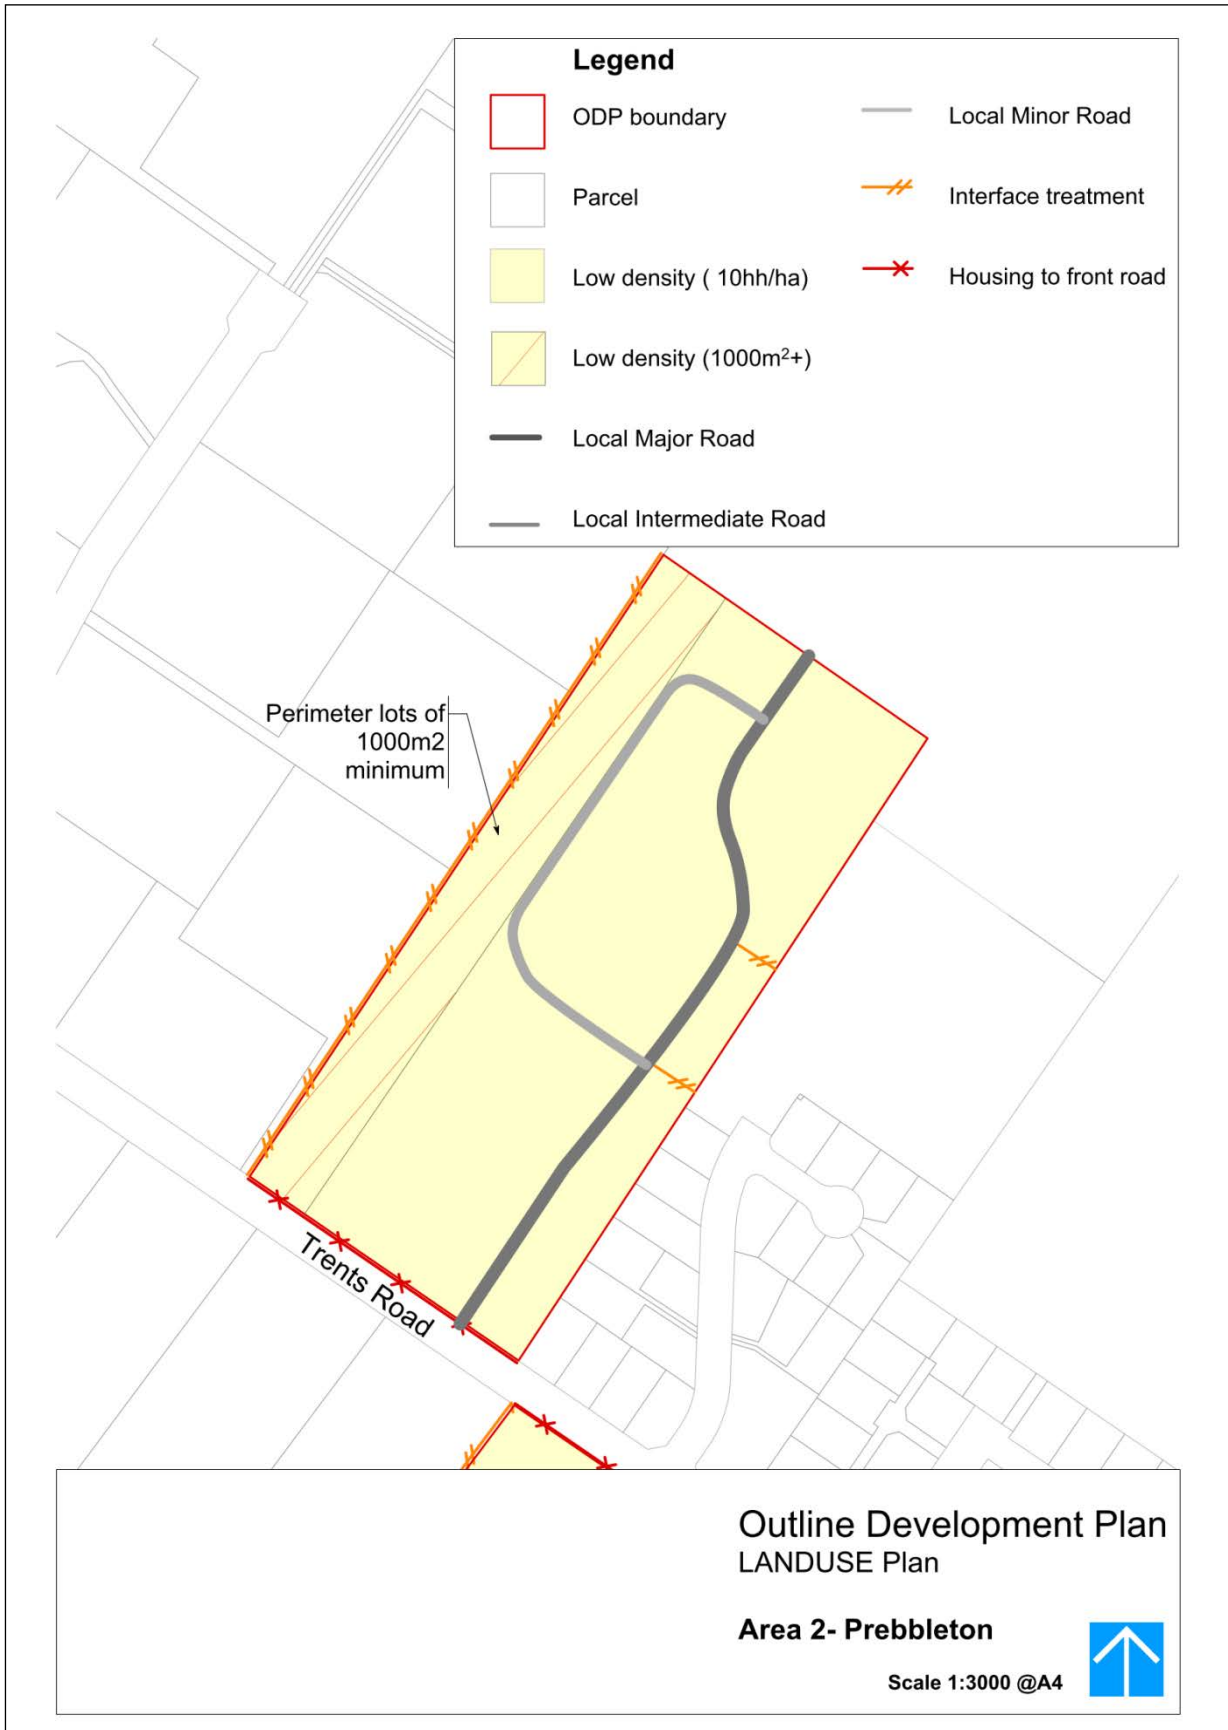 Legend
ODP boundary
Parcel
Low density ( 10hh/ha)
Low density (1000m²+)
Local Major Road
Local Intermediate Road
Local Minor Road
Interface treatment
Housing to front road
Perimeter lots of
1000m2
minimum
Trents Road
Outline Development Plan
LANDUSE Plan
Area 2- Prebbleton
Scale 1:3000 @A4